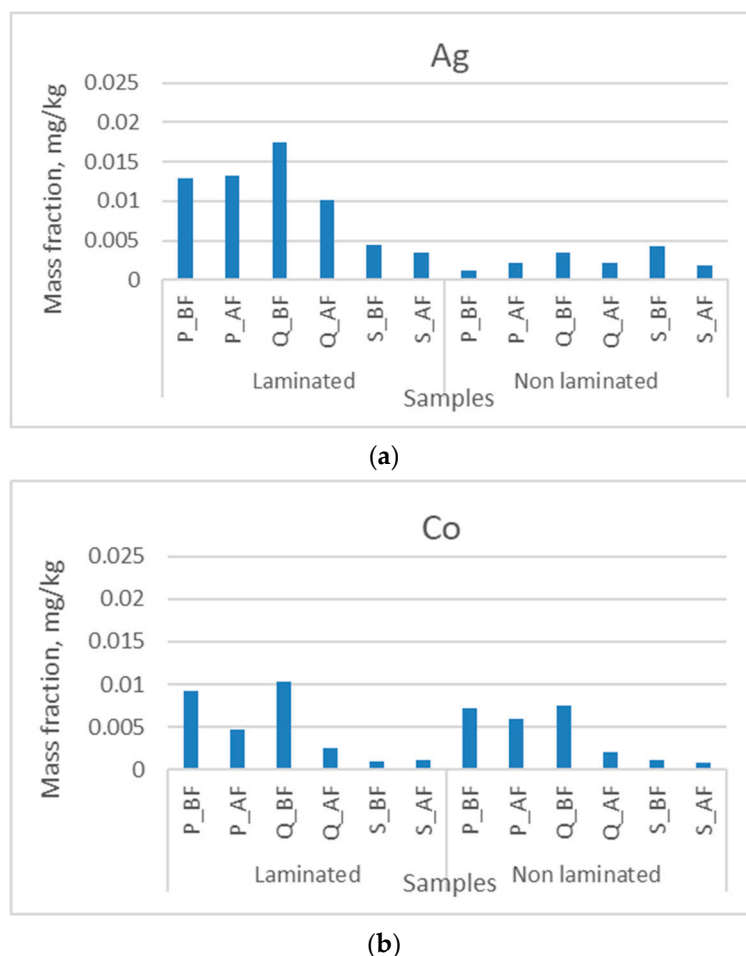 Ag
Mass fraction, mg/kg
0.025
0.02
0.015
0.01
0.005
0
P_BF P_AF Q_BF Q_AF S_BF S_AF P_BF P_AF Q_BF Q_AF S_BF S_AF
Laminated Non laminated
Samples
(a)
Co
Mass fraction, mg/kg
0.025
0.02
0.015
0.01
0.005
0
P_BF P_AF Q_BF Q_AF S_BF S_AF P_BF P_AF Q_BF Q_AF S_BF S_AF
Laminated Non laminated
Samples
(b)